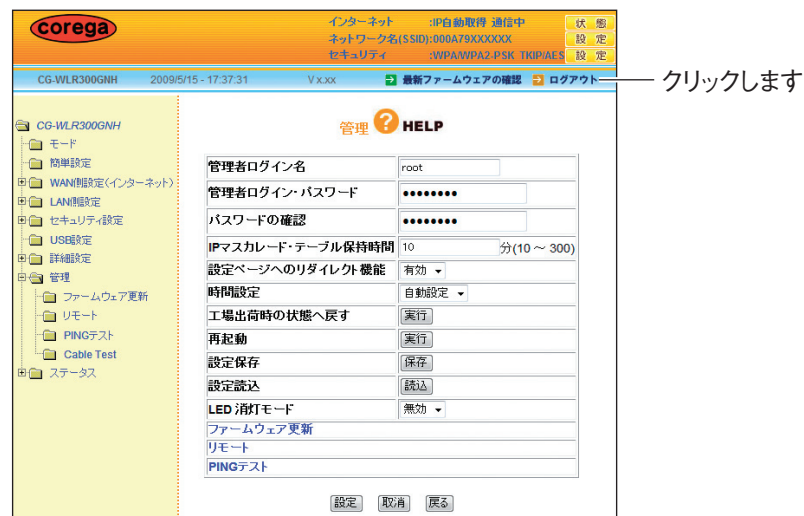 corega
インターネット :IP自動取得 通信中 状 態
ネットワーク名(SSID):000A79XXXXXX 設 定
セキュリティ :WPA/WPA2-PSK TKIP/AES 設 定
CG-WLR300GNH 2009/5/15 - 17:37:31 V x.xx 最新ファームウェアの確認 ログアウト
クリックします
CG-WLR300GNH
モード
簡単設定
WAN側設定(インターネット)
LAN側設定
セキュリティ設定
USB設定
詳細設定
管理
ファームウェア更新
リモート
PINGテスト
Cable Test
ステータス
管理 ? HELP
管理者ログイン名 root
管理者ログイン・パスワード ●●●●●●●●
パスワードの確認 ●●●●●●●●
IPマスカレード・テーブル保持時間 10 分(10 ～ 300)
設定ページへのリダイレクト機能 有効
時間設定 自動設定
工場出荷時の状態へ戻す 実行
再起動 実行
設定保存 保存
設定読込 読込
LED 消灯モード 無効
ファームウェア更新
リモート
PINGテスト
設定 取消 戻る